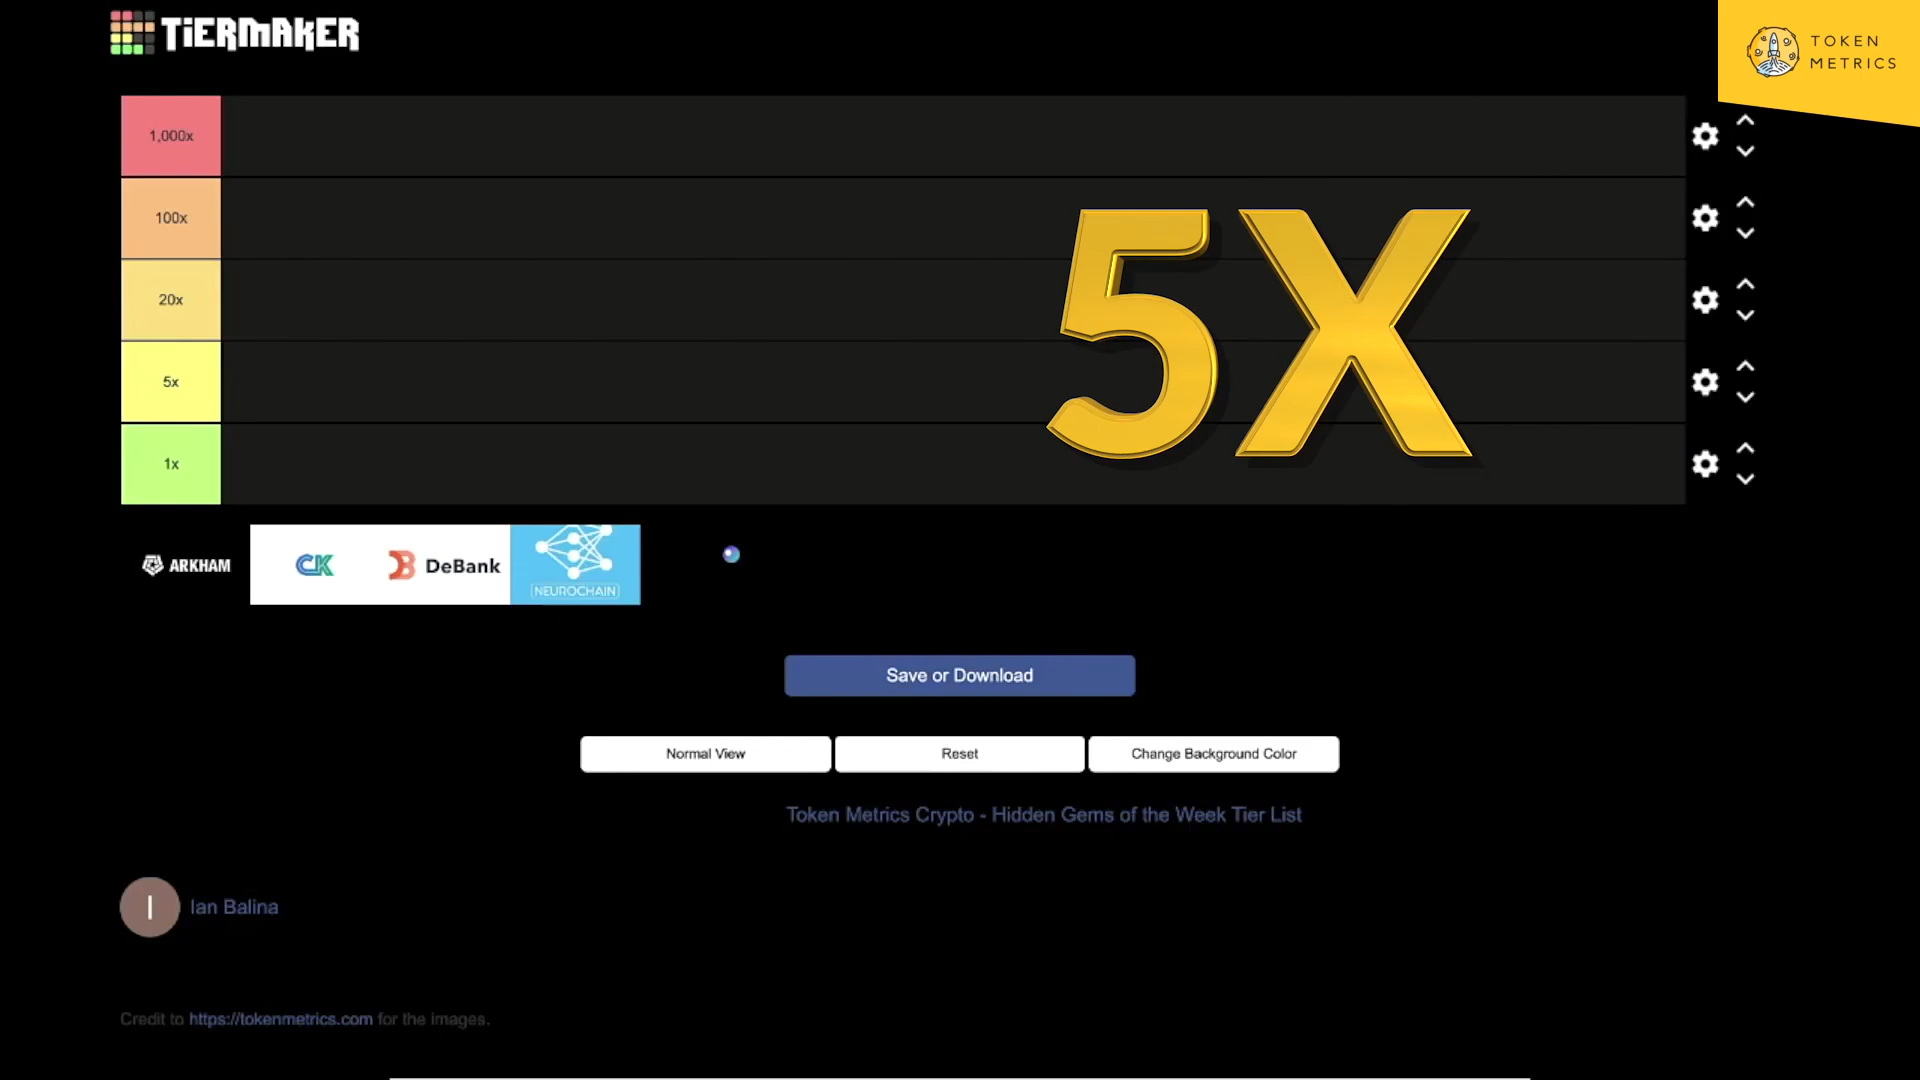 TiERMAKER
TOKEN
METRICS
1,000x
100x
20x
5x
1x
5X
ARKHAM
CK
DeBank
NEUROCHAIN
Save or Download
Normal View
Reset
Change Background Color
Token Metrics Crypto - Hidden Gems of the Week Tier List
I
Ian Balina
Credit to https://tokenmetrics.com for the images.